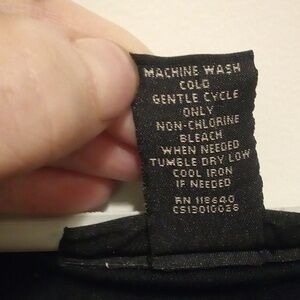 MACHINE WASH
COLD
GENTLE CYCLE
ONLY
NON-CHLORINE
BLEACH
WHEN NEEDED
TUMBLE DRY LOW
COOL IRON
IF NEEDED
RN 118640
CS13010028